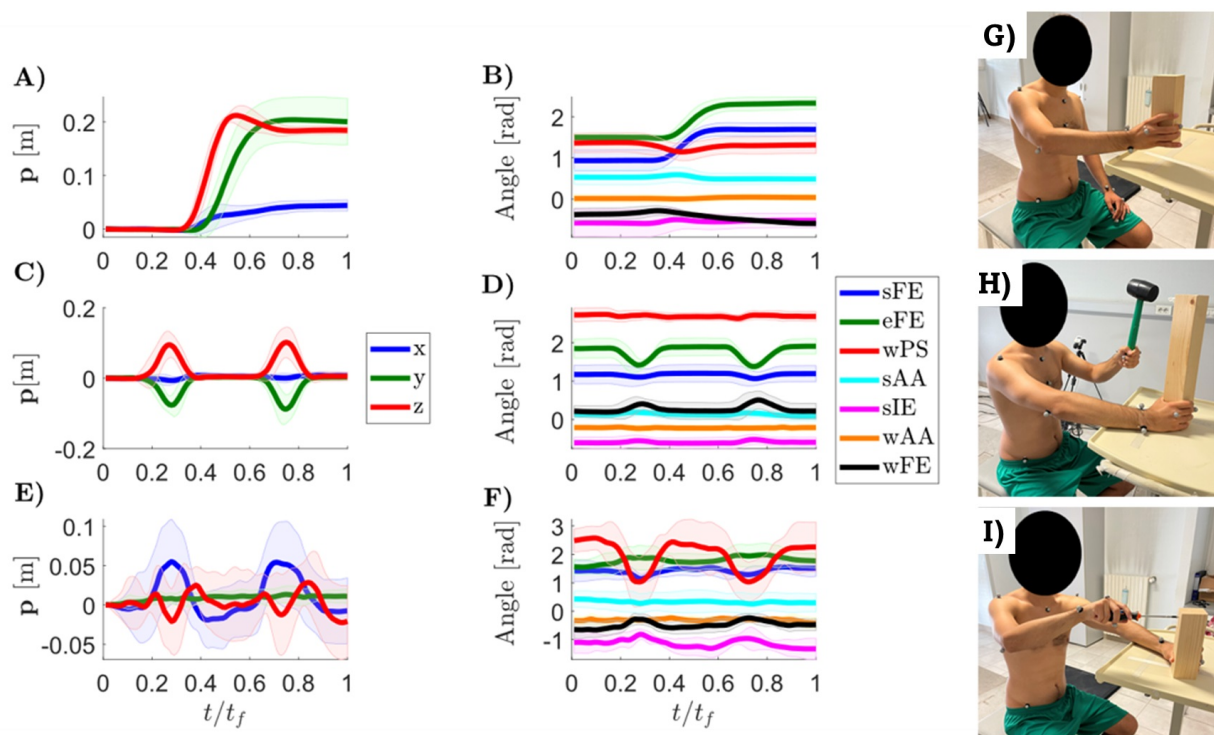 A)
p [m]
0.2
0.1
0
0 0.2 0.4 0.6 0.8 1
B)
Angle [rad]
2
1
0
0 0.2 0.4 0.6 0.8 1
C)
p[m]
0.2
0
-0.2
0 0.2 0.4 0.6 0.8 1
x
y
z
D)
Angle [rad]
2
1
0
0 0.2 0.4 0.6 0.8 1
sFE
eFE
wPS
sAA
sIE
wAA
wFE
E)
p [m]
0.1
0.05
0
-0.05
0 0.2 0.4 0.6 0.8 1
t/t_f
F)
Angle [rad]
3
2
1
0
-1
0 0.2 0.4 0.6 0.8 1
t/t_f
G)
H)
I)